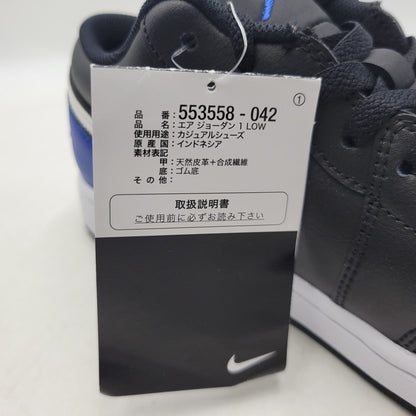 ①
品 番: 553558 - 042
品 名: エア ジョーダン 1 LOW
使用用途: カジュアルシューズ
原 産 国: インドネシア
素材表記
甲: 天然皮革+合成繊維
底: ゴム底
そ の 他:
取扱説明書
ご使用前に必ずお読み下さい